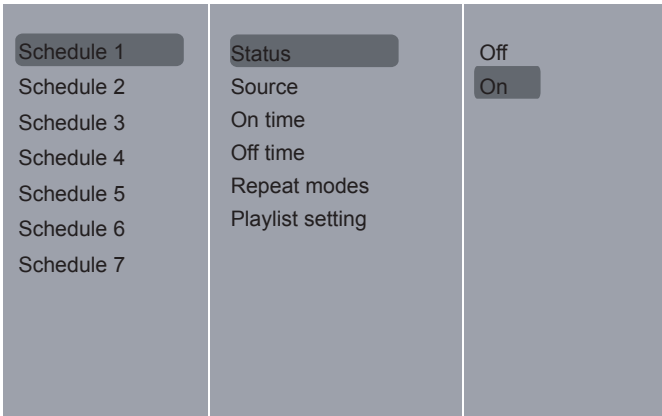 Schedule 1
Schedule 2
Schedule 3
Schedule 4
Schedule 5
Schedule 6
Schedule 7
Status
Source
On time
Off time
Repeat modes
Playlist setting
Off
On